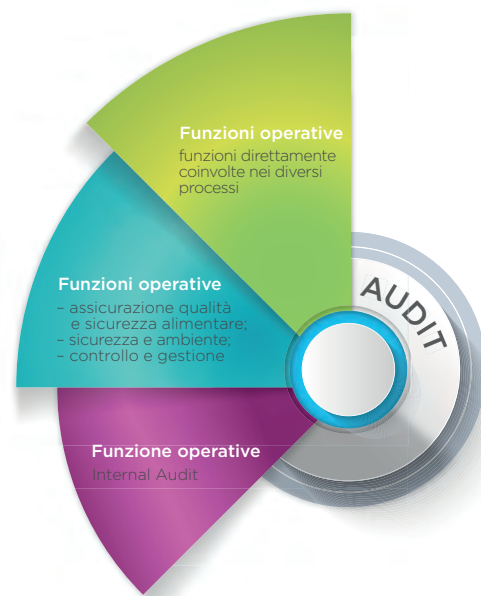 Funzioni operative
funzioni direttamente
coinvolte nei diversi
processi
AUDIT
Funzioni operative
– assicurazione qualità
e sicurezza alimentare;
– sicurezza e ambiente;
– controllo e gestione
Funzione operative
Internal Audit